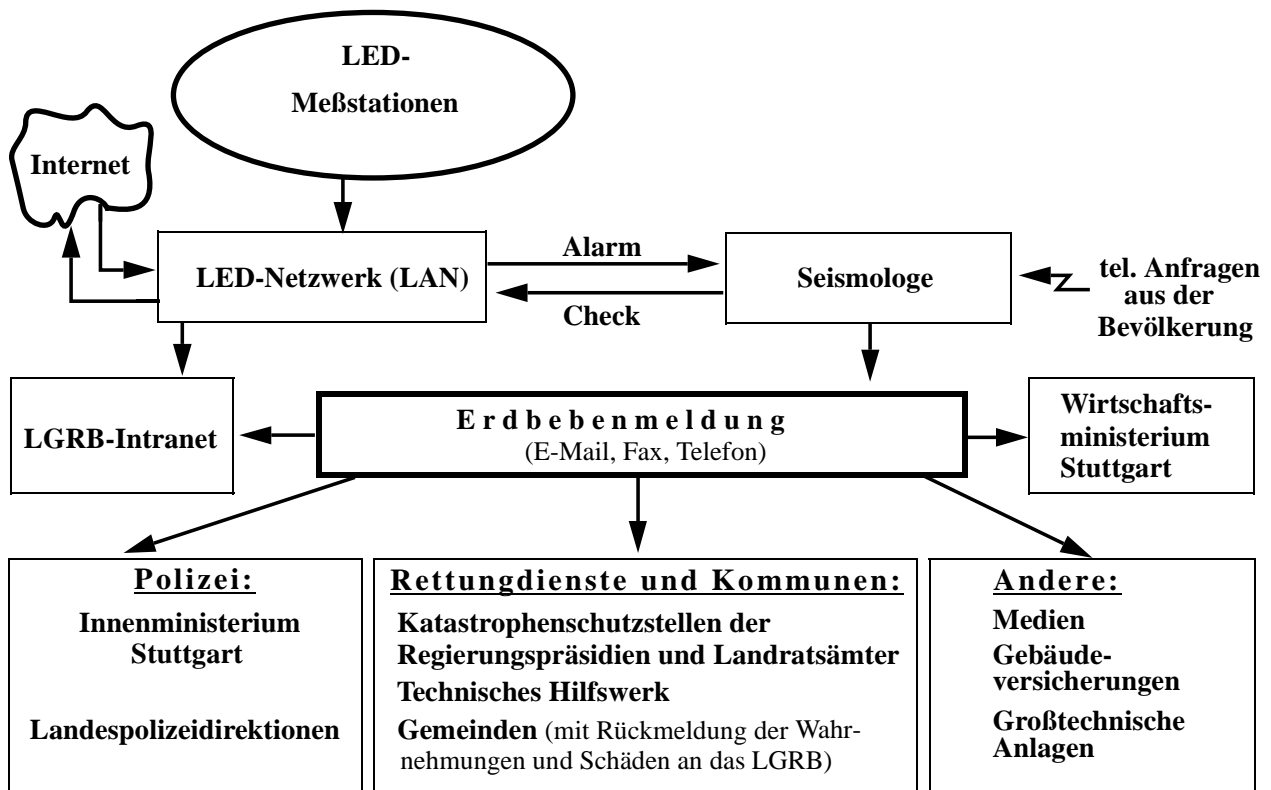 LED-
Meßstationen
Internet
LED-Netzwerk (LAN)
Alarm
Check
Seismologe
tel. Anfragen
aus der
Bevölkerung
LGRB-Intranet
Erdbebenmeldung
(E-Mail, Fax, Telefon)
Wirtschafts-
ministerium
Stuttgart
Polizei:
Innenministerium
Stuttgart
Landespolizeidirektionen
Rettungdienste und Kommunen:
Katastrophenschutzstellen der
Regierungspräsidien und Landratsämter
Technisches Hilfswerk
Gemeinden (mit Rückmeldung der Wahr-
nehmungen und Schäden an das LGRB)
Andere:
Medien
Gebäude-
versicherungen
Großtechnische
Anlagen